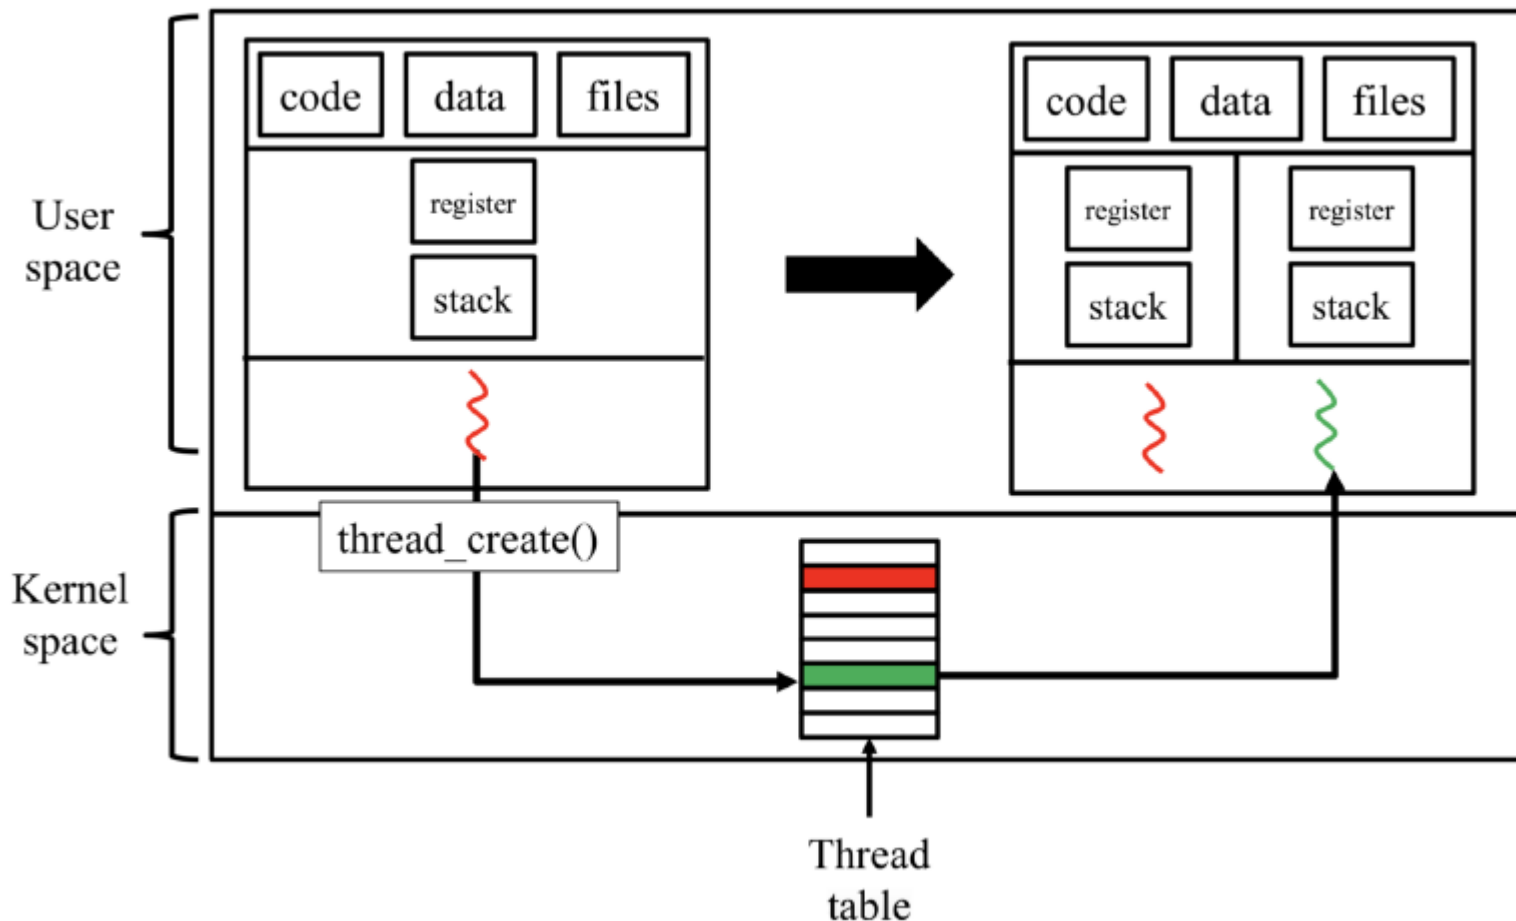 code data files
code data files
User
space
register
stack
register register
stack stack
thread_create()
Kernel
space
Thread
table